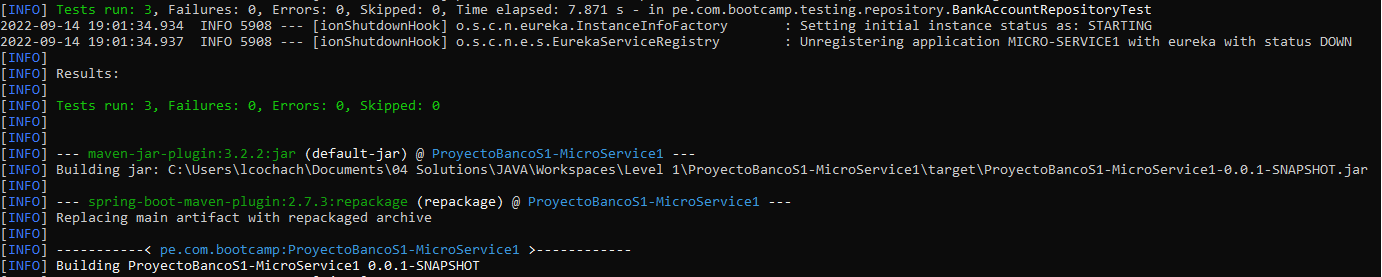 [INFO] Tests run: 3, Failures: 0, Errors: 0, Skipped: 0, Time elapsed: 7.871 s - in pe.com.bootcamp.testing.repository.BankAccountRepositoryTest
2022-09-14 19:01:34.934  INFO 5908 --- [ionShutdownHook] o.s.c.n.eureka.InstanceInfoFactory       : Setting initial instance status as: STARTING
2022-09-14 19:01:34.937  INFO 5908 --- [ionShutdownHook] o.s.c.n.e.s.EurekaServiceRegistry        : Unregistering application MICRO-SERVICE1 with eureka with status DOWN
[INFO]
[INFO] Results:
[INFO]
[INFO] Tests run: 3, Failures: 0, Errors: 0, Skipped: 0
[INFO]
[INFO]
[INFO] --- maven-jar-plugin:3.2.2:jar (default-jar) @ ProyectoBancoS1-MicroService1 ---
[INFO] Building jar: C:\Users\lcochach\Documents\04 Solutions\JAVA\Workspaces\Level 1\ProyectoBancoS1-MicroService1\target\ProyectoBancoS1-MicroService1-0.0.1-SNAPSHOT.jar
[INFO]
[INFO] --- spring-boot-maven-plugin:2.7.3:repackage (repackage) @ ProyectoBancoS1-MicroService1 ---
[INFO] Replacing main artifact with repackaged archive
[INFO]
[INFO] -----------< pe.com.bootcamp:ProyectoBancoS1-MicroService1 >------------
[INFO] Building ProyectoBancoS1-MicroService1 0.0.1-SNAPSHOT